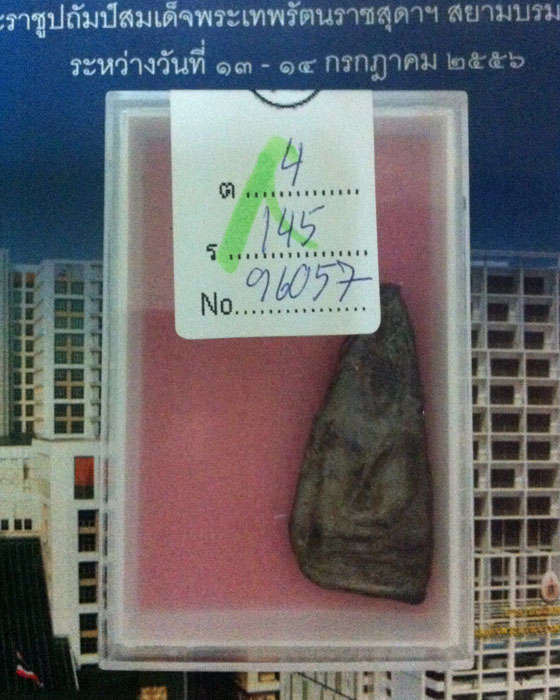 ะราชูปถัมป์สมเด็จพระเทพรัตนราชสุดาฯ สยามบรม
ระหว่างวันที่ ๑๓ - ๑๔ กรกฎาคม ๒๕๕๖
ต 4
ร 145
No. 96057